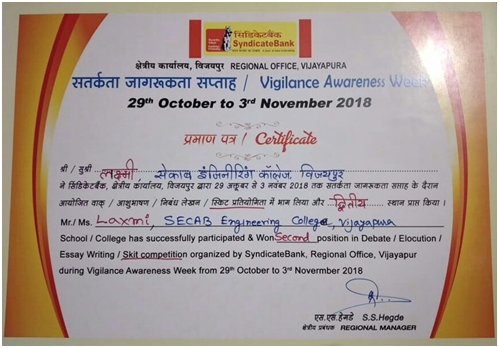 सिंडिकेटबैंक
SyndicateBank
क्षेत्रीय कार्यालय, विजयपुर REGIONAL OFFICE, VIJAYAPURA
सतर्कता जागरूकता सप्ताह / Vigilance Awareness Week
29th October to 3rd November 2018
प्रमाण पत्र / Certificate
श्री / सुश्री लक्ष्मी, सेकाब इंजिनीरिंग कॉलेज, विजयपुर
ने सिंडिकेटबैंक, क्षेत्रीय कार्यालय, विजयपुर द्वारा 29 अक्तूबर से 3 नवंबर 2018 तक सतर्कता जागरूकता सप्ताह के दौरान
आयोजित वाक् / आशुभाषण / निबंध लेखन / स्किट प्रतियोगिता में भाग लिया और द्वितीय स्थान प्राप्त किया ।
Mr./ Ms. Laxmi, SECAB Engineering College, Vijayapura
School / College has successfully participated & Won Second position in Debate / Elocution /
Essay Writing / Skit competition organized by SyndicateBank, Regional Office, Vijayapur
during Vigilance Awareness Week from 29th October to 3rd Novermber 2018
एस.एस.हेगडे S.S.Hegde
क्षेत्रीय प्रबंधक REGIONAL MANAGER